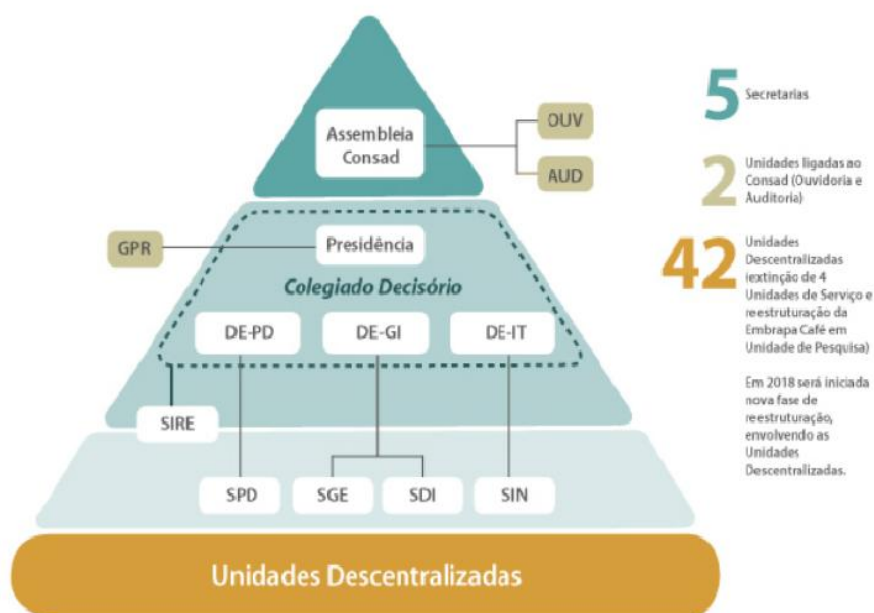 Assembleia
Consad
OUV
AUD
GPR
Presidência
Colegiado Decisório
DE-PD
DE-GI
DE-IT
SIRE
SPD
SGE
SDI
SIN
Unidades Descentralizadas
5
Secretarias
2
Unidades ligadas ao
Consad (Ouvidoria e
Auditoria)
42
Unidades
Descentralizadas
(extinção de 4
Unidades de Serviço e
reestruturação da
Embrapa Café em
Unidade de Pesquisa)
Em 2018 será iniciada
nova fase de
reestruturação,
envolvendo as
Unidades
Descentralizadas.